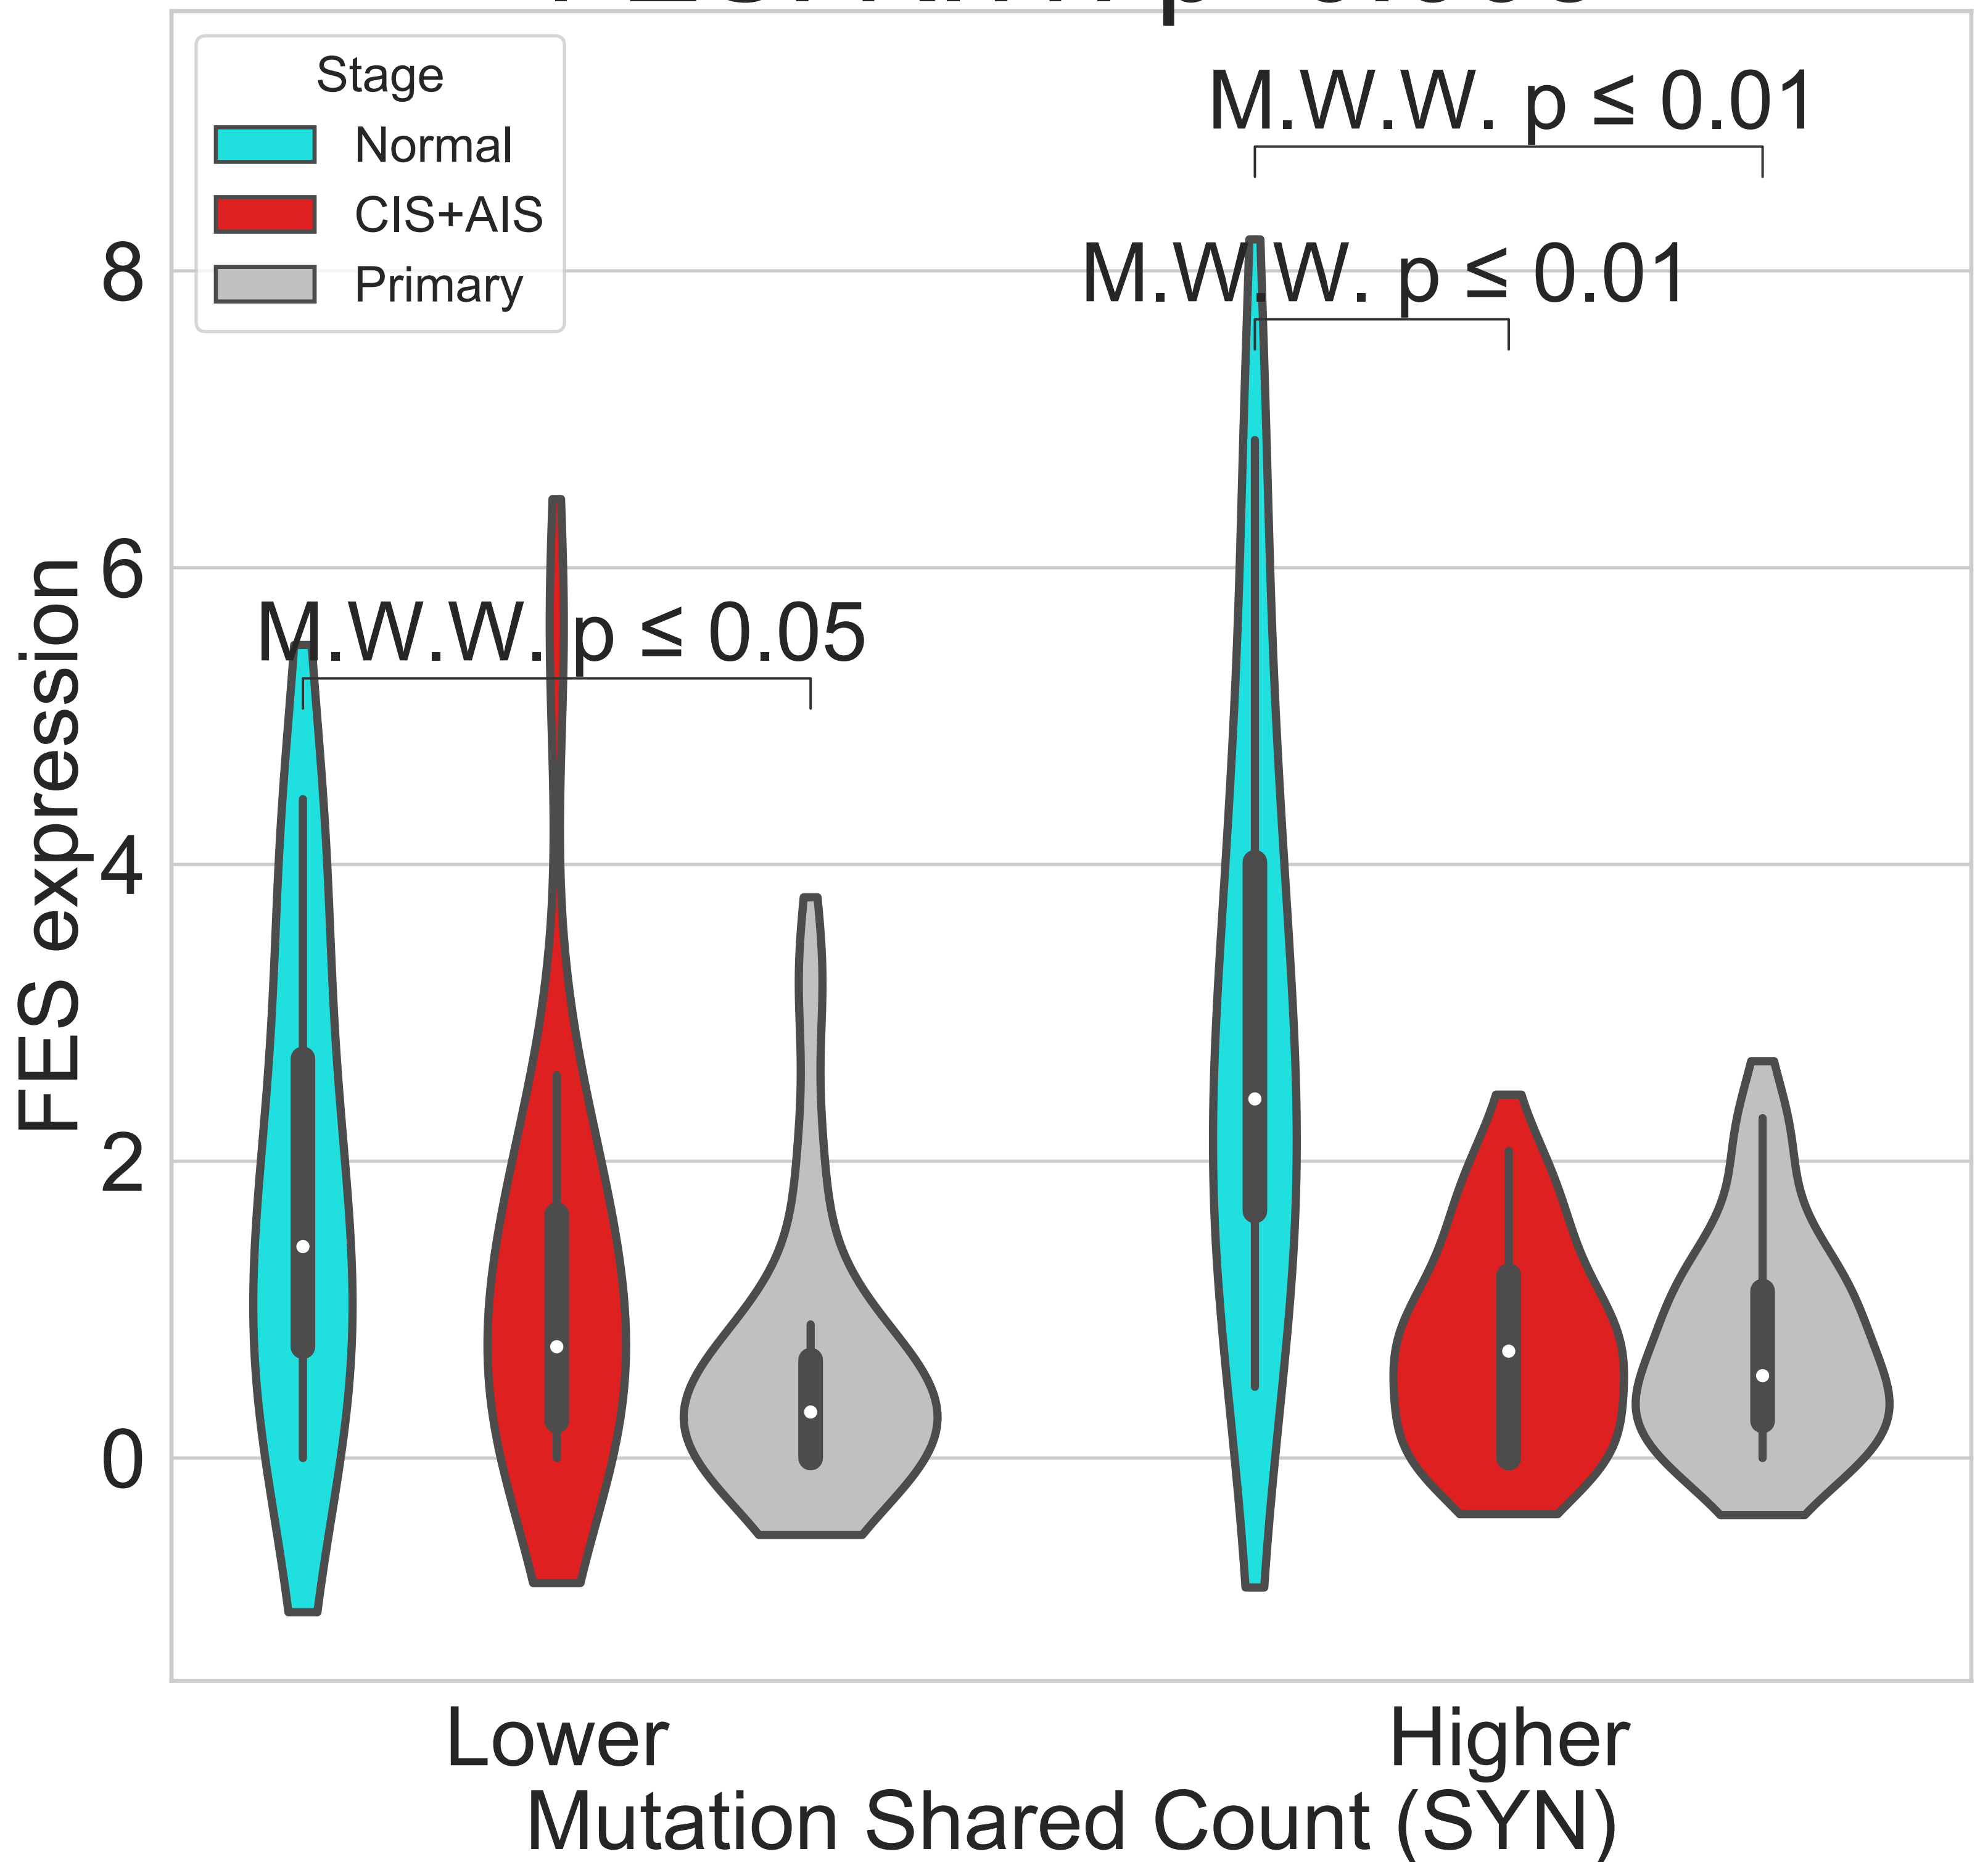 Stage
Normal
CIS+AIS
Primary
M.W.W. p ≤ 0.01
M.W.W. p ≤ 0.01
M.W.W. p ≤ 0.05
8
6
4
2
0
FES expression
Lower
Higher
Mutation Shared Count (SYN)